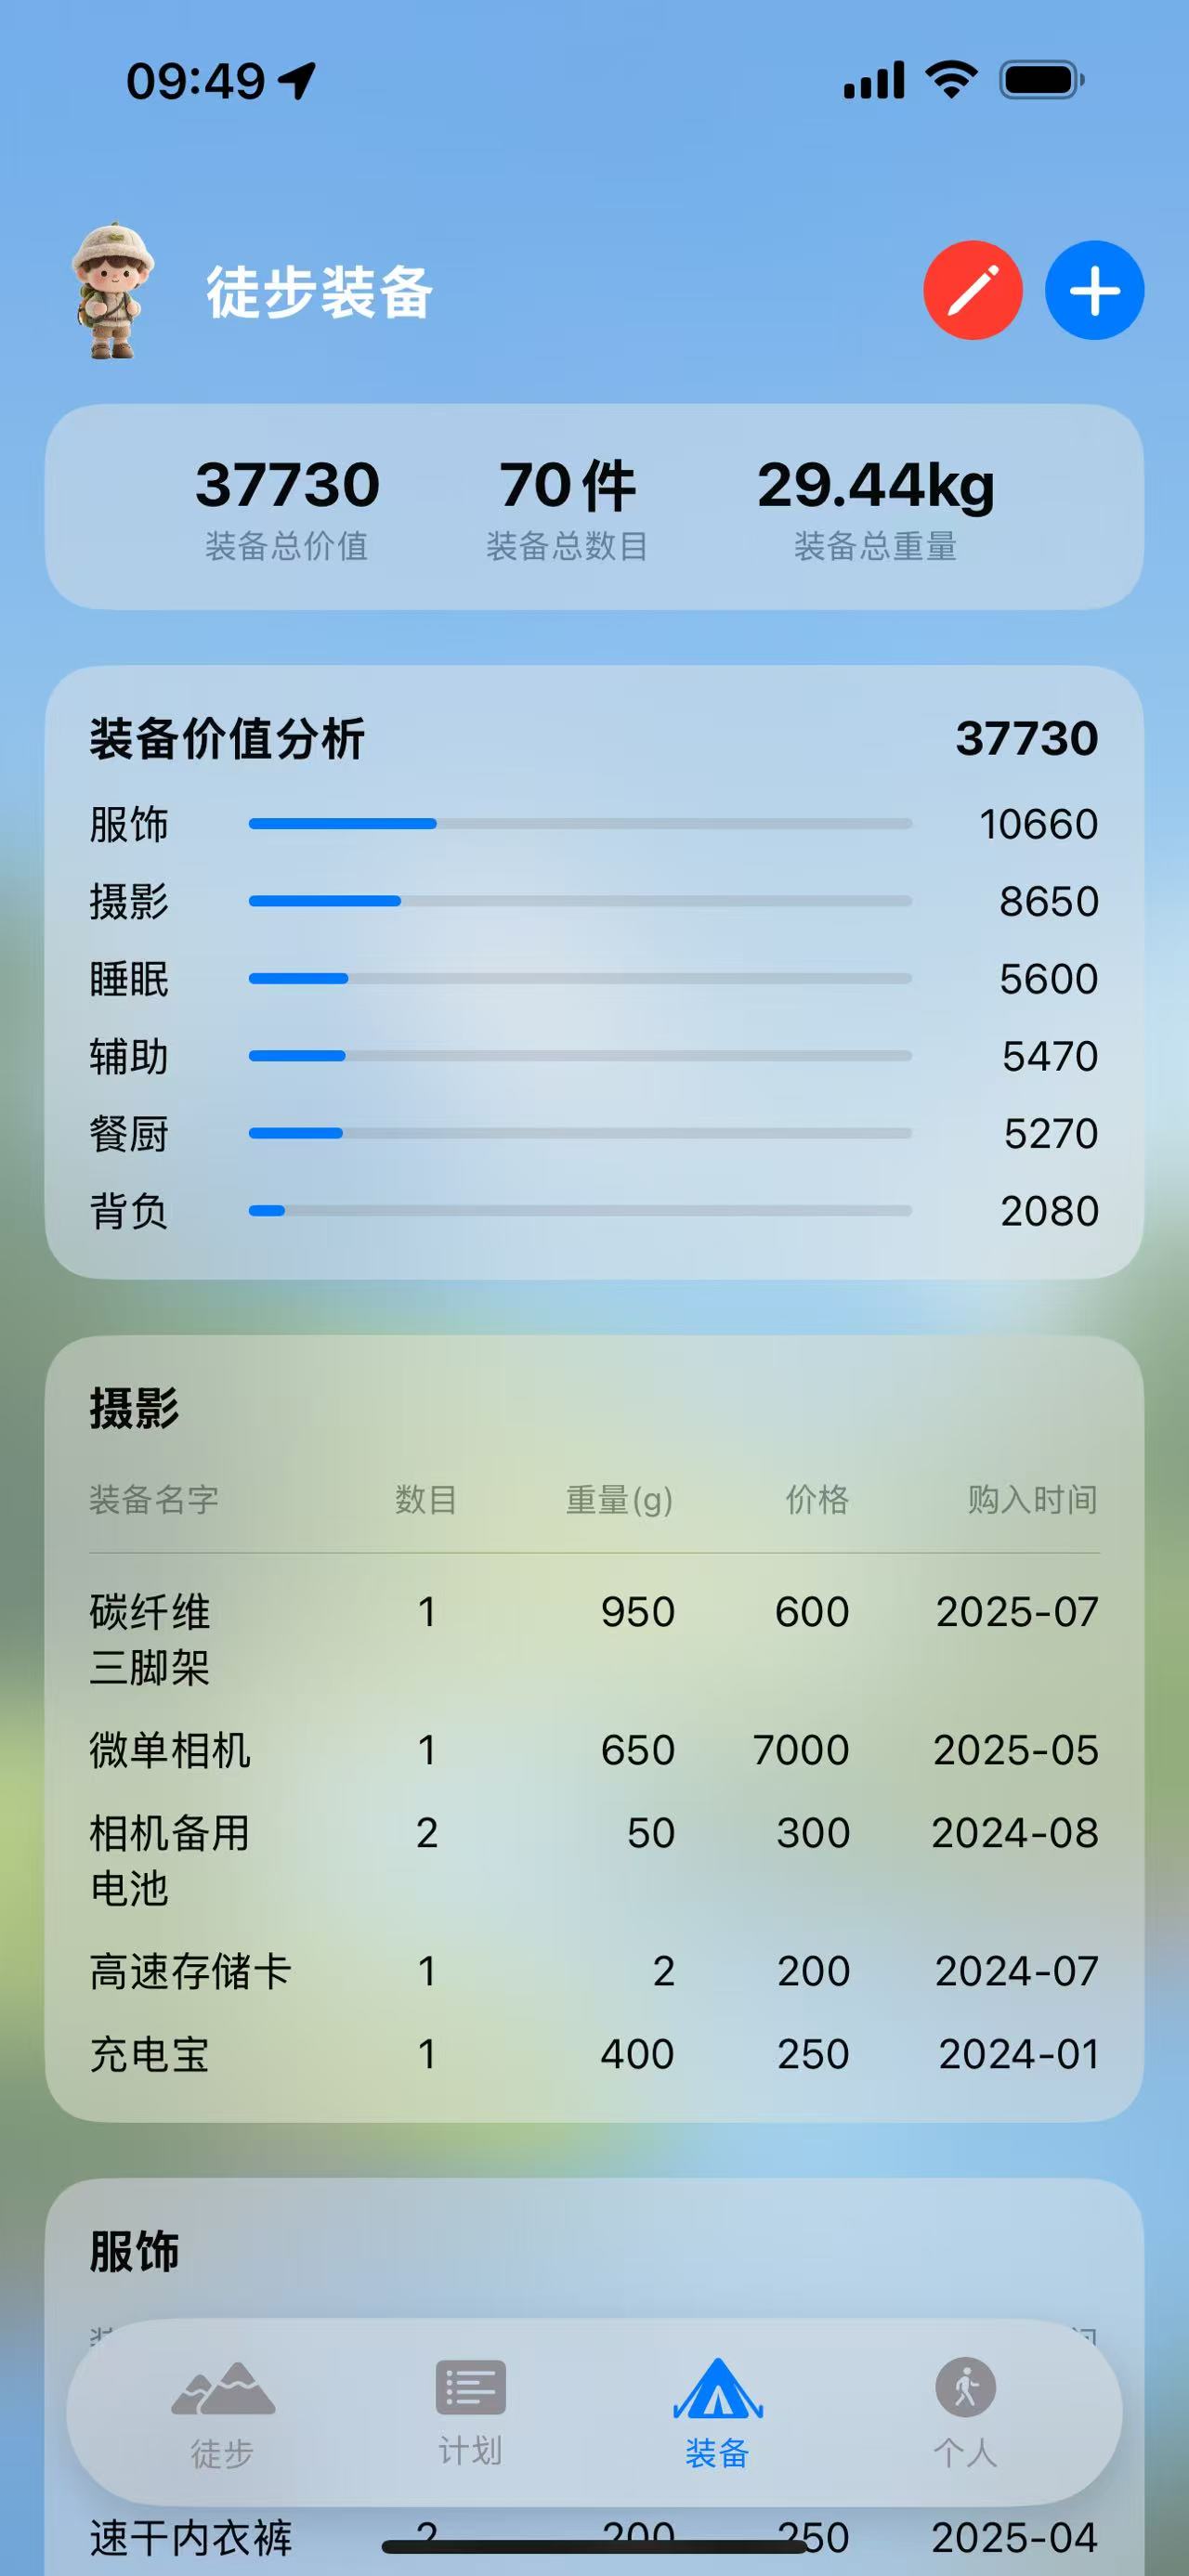 09:49
徒步装备
37730 70件 29.44kg
装备总价值 装备总数目 装备总重量
装备价值分析 37730
服饰 10660
摄影 8650
睡眠 5600
辅助 5470
餐厨 5270
背负 2080
摄影
装备名字 数目 重量(g) 价格 购入时间
碳纤维 1 950 600 2025-07
三脚架
微单相机 1 650 7000 2025-05
相机备用 2 50 300 2024-08
电池
高速存储卡 1 2 200 2024-07
充电宝 1 400 250 2024-01
服饰
徒步 计划 装备 个人
速干内衣裤 2 200 250 2025-04